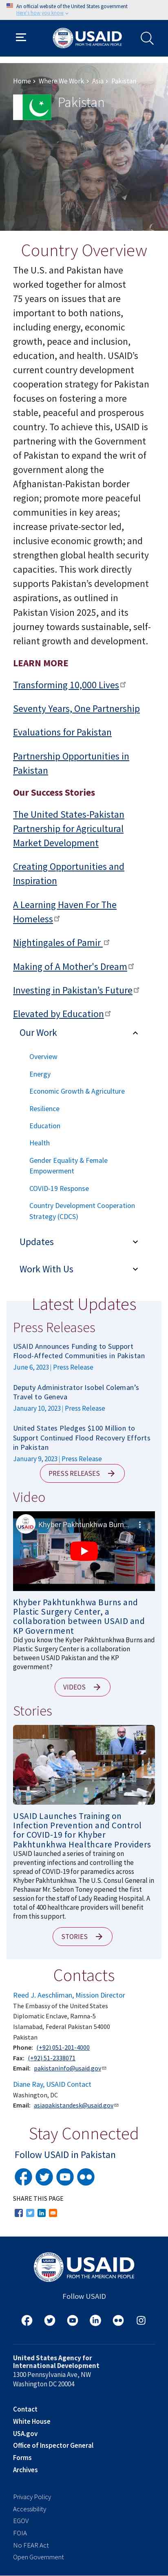 An official website of the United States government
Here's how you know
USAID
FROM THE AMERICAN PEOPLE
Home > Where We Work > Asia > Pakistan
Pakistan
Country Overview
The U.S. and Pakistan have
worked together for almost
75 years on issues that are
important to both nations,
including energy, economic
growth, peace and inclusion,
education, and health. USAID’s
current country development
cooperation strategy for Pakistan
focuses on fostering a more
stable, peaceful, and prosperous
country. To achieve this, USAID is
partnering with the Government
of Pakistan to promote the writ
of government along the
Afghanistan-Pakistan border
region; promote more
responsive governance;
increase private-sector led,
inclusive economic growth; and
build resilience of people,
systems, and resources. Our
work supports Pakistan’s
development aspirations, as
outlined in Pakistan Vision 2025,
and its journey to self-
reliant development.
LEARN MORE
Transforming 10,000 Lives
Seventy Years, One Partnership
Evaluations for Pakistan
Partnership Opportunities in
Pakistan
Our Success Stories
The United States-Pakistan
Partnership for Agricultural
Market Development
Creating Opportunities and
Inspiration
A Learning Haven For The
Homeless
Nightingales of Pamir
Making of A Mother's Dream
Investing in Pakistan’s Future
Elevated by Education
Our Work
Overview
Energy
Economic Growth & Agriculture
Resilience
Education
Health
Gender Equality & Female
Empowerment
COVID-19 Response
Country Development Cooperation
Strategy (CDCS)
Updates
Work With Us
Latest Updates
Press Releases
USAID Announces Funding to Support
Flood-Affected Communities in Pakistan
June 6, 2023 | Press Release
Deputy Administrator Isobel Coleman’s
Travel to Geneva
January 10, 2023 | Press Release
United States Pledges $100 Million to
Support Continued Flood Recovery Efforts
in Pakistan
January 9, 2023 | Press Release
PRESS RELEASES
Video
Khyber Pakhtunkhwa Burn...
Khyber Pakhtunkhwa Burns and
Plastic Surgery Center, a
collaboration between USAID and
KP Government
Did you know the Kyber Pakhtunkhwa Burns and
Plastic Surgery Center is a collaboration
between USAID Pakistan and the KP
government?
VIDEOS
Stories
USAID Launches Training on
Infection Prevention and Control
for COVID-19 for Khyber
Pakhtunkhwa Healthcare Providers
USAID launched a series of training on
preventing infections and controlling the
spread of COVID-19 for paramedics across
Khyber Pakhtunkhwa. The U.S. Consul General in
Peshawar Michael K. Sebron Toney opened the
first of the trainings at Lady Reading Hospital. A
total of 400 healthcare providers will benefit
from this support.
STORIES
Contacts
Reed J. Aeschliman, Mission Director
The Embassy of the United States
Diplomatic Enclave, Ramna-5
Islamabad, Federal Pakistan 54000
Pakistan
Phone: (+92) 051-201-4000
Fax: (+92) 51-2338071
Email: pakistaninfo@usaid.gov
Diane Ray, USAID Contact
Washington, DC
Email: asiapakistandesk@usaid.gov
Stay Connected
Follow USAID in Pakistan
SHARE THIS PAGE
USAID
FROM THE AMERICAN PEOPLE
Follow USAID
United States Agency for
International Development
1300 Pennsylvania Ave, NW
Washington DC 20004
Contact
White House
USA.gov
Office of Inspector General
Forms
Archives
Privacy Policy
Accessibility
EGOV
FOIA
No FEAR Act
Open Government